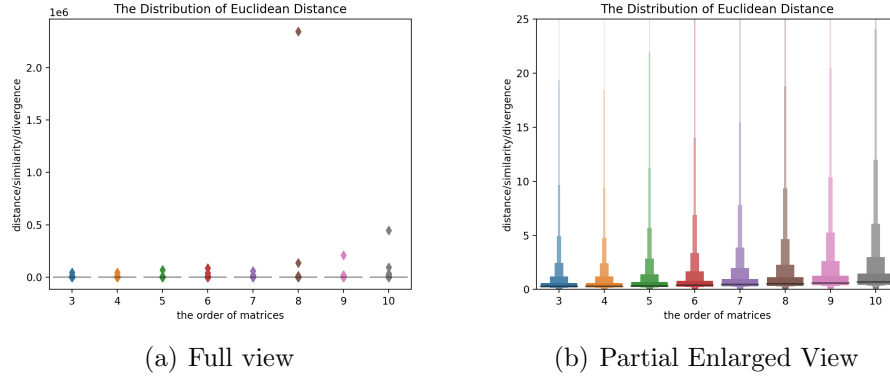 The Distribution of Euclidean Distance
1e6
distance/similarity/divergence
2.0
1.5
1.0
0.5
0.0
3 4 5 6 7 8 9 10
the order of matrices
(a) Full view
The Distribution of Euclidean Distance
distance/similarity/divergence
25
20
15
10
5
0
3 4 5 6 7 8 9 10
the order of matrices
(b) Partial Enlarged View